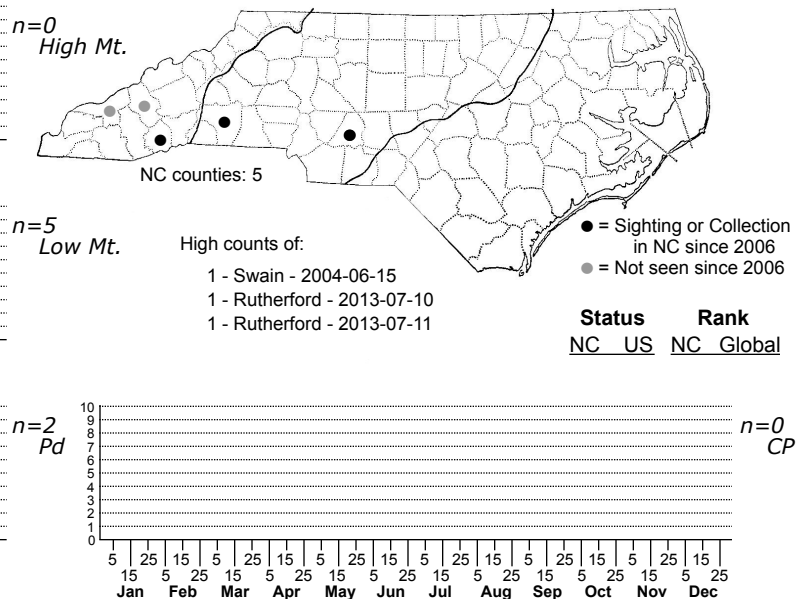 n=0
High Mt.
NC counties: 5
n=5
Low Mt.
High counts of:
1 - Swain - 2004-06-15
1 - Rutherford - 2013-07-10
1 - Rutherford - 2013-07-11
● = Sighting or Collection
in NC since 2006
● = Not seen since 2006
Status Rank
NC US NC Global
n=2
Pd
10
9
8
7
6
5
4
3
2
1
0
n=0
CP
5 25 15 5 25 15 5 25 15 5 25 15 5 25 15 5 25 15
15 5 25 15 5 25 15 5 25 15 5 25 15 5 25 15 5 25
Jan Feb Mar Apr May Jun Jul Aug Sep Oct Nov Dec